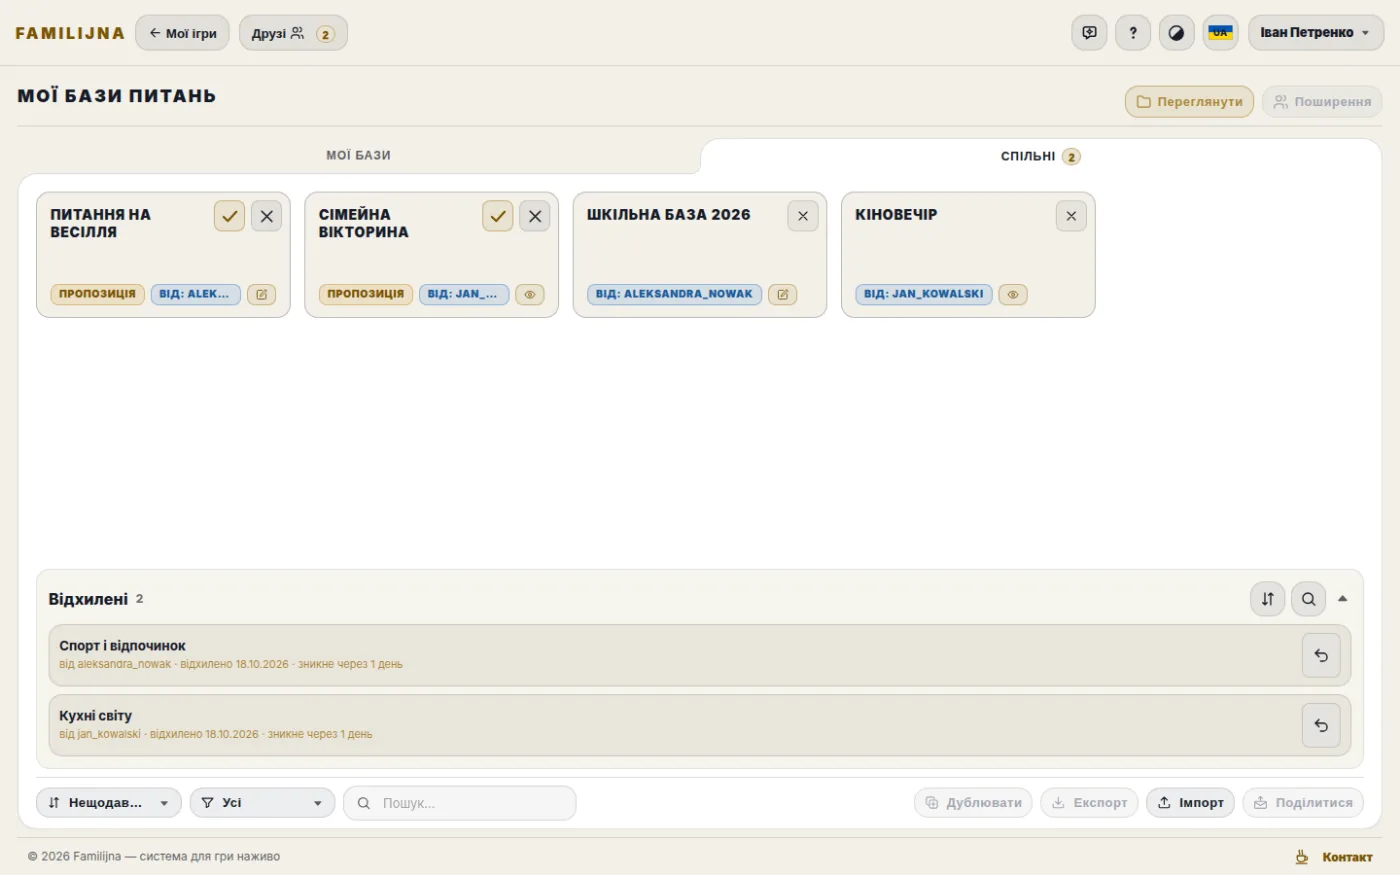 FAMILIJNA
Мої ігри
Друзі 2
?
UA
Іван Петренко
МОЇ БАЗИ ПИТАНЬ
Переглянути
Поширення
МОЇ БАЗИ
СПІЛЬНІ 2
ПИТАННЯ НА
ВЕСІЛЛЯ
ПРОПОЗИЦІЯ
ВІД: ALEK...
СІМЕЙНА
ВІКТОРИНА
ПРОПОЗИЦІЯ
ВІД: JAN_...
ШКІЛЬНА БАЗА 2026
ВІД: ALEKSANDRA_NOWAK
КІНОВЕЧІР
ВІД: JAN_KOWALSKI
Відхилені 2
Спорт і відпочинок
від aleksandra_nowak · відхилено 18.10.2026 · зникне через 1 день
Кухні світу
від jan_kowalski · відхилено 18.10.2026 · зникне через 1 день
Нещодав...
Усі
Пошук...
Дублювати
Експорт
Імпорт
Поділитися
© 2026 Familijna — система для гри наживо
Контакт